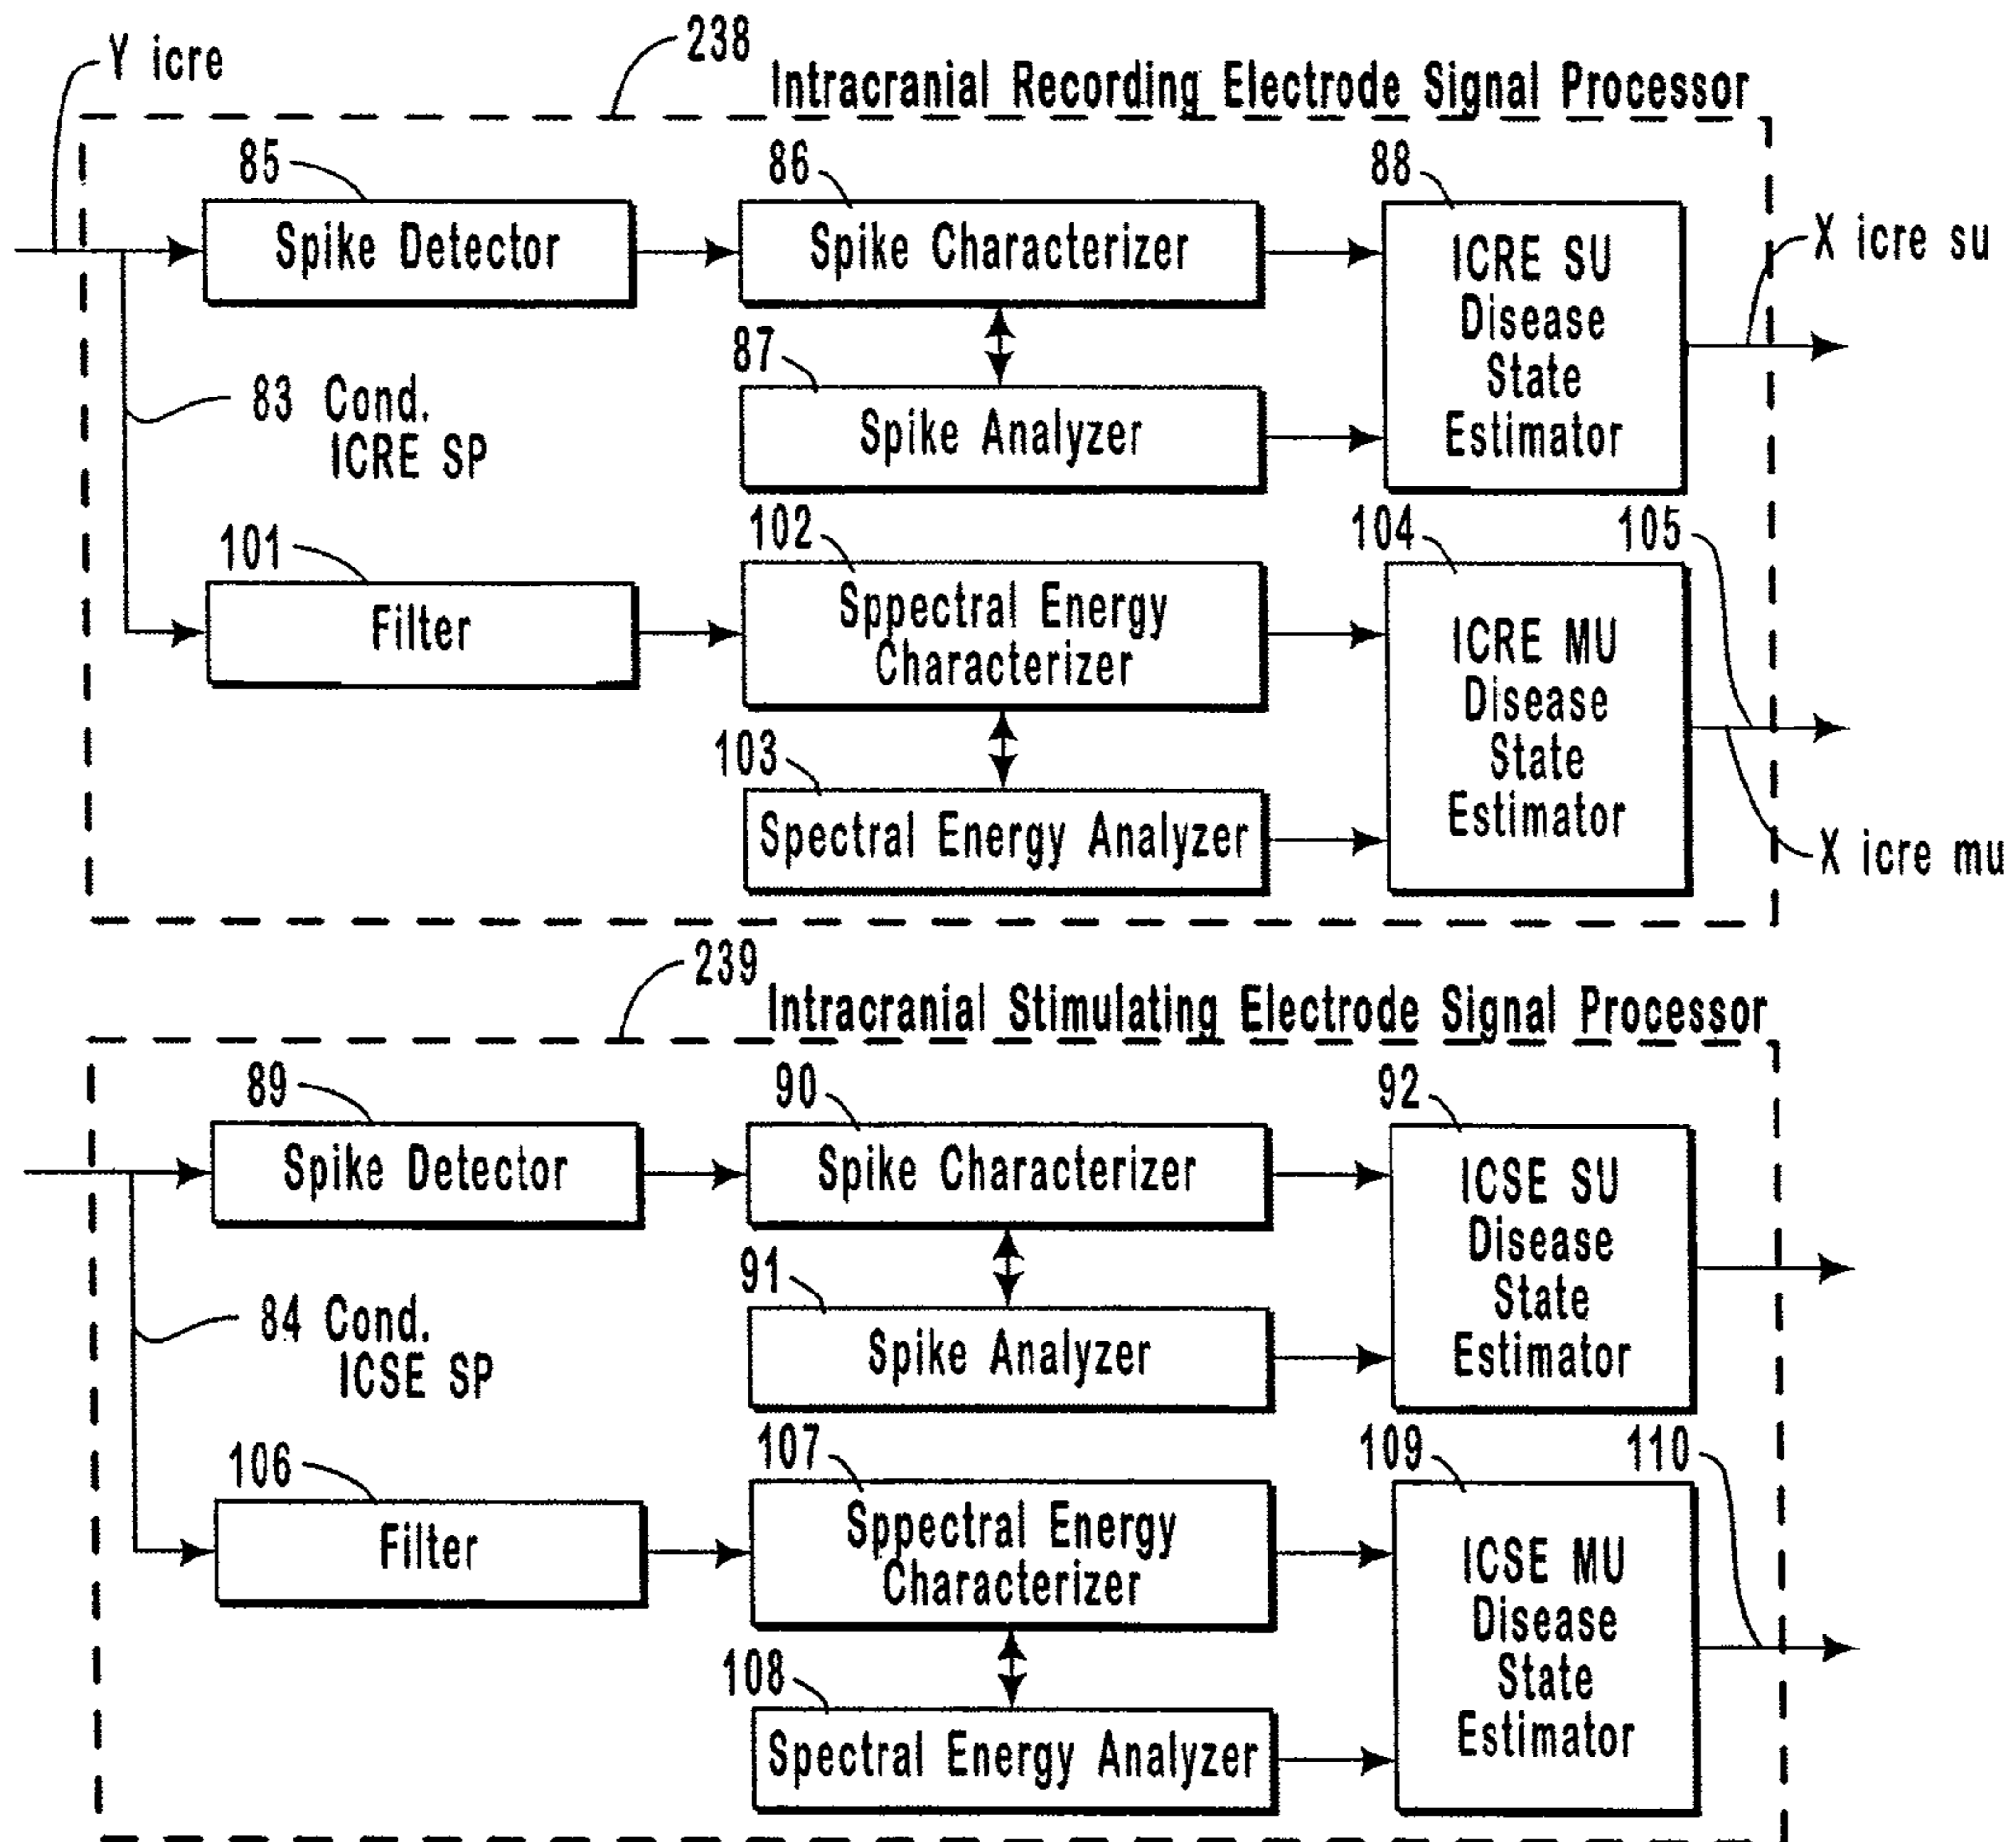 Y icre
238
Intracranial Recording Electrode Signal Processor
85
86
88
Spike Detector
Spike Characterizer
ICRE SU
Disease
State
Estimator
X icre su
87
Spike Analyzer
83 Cond.
ICRE SP
101
102
104
105
Filter
Sppectral Energy
Characterizer
ICRE MU
Disease
State
Estimator
103
Spectral Energy Analyzer
X icre mu
239
Intracranial Stimulating Electrode Signal Processor
89
90
92
Spike Detector
Spike Characterizer
ICSE SU
Disease
State
Estimator
91
Spike Analyzer
84 Cond.
ICSE SP
106
107
109
110
Filter
Sppectral Energy
Characterizer
ICSE MU
Disease
State
Estimator
108
Spectral Energy Analyzer